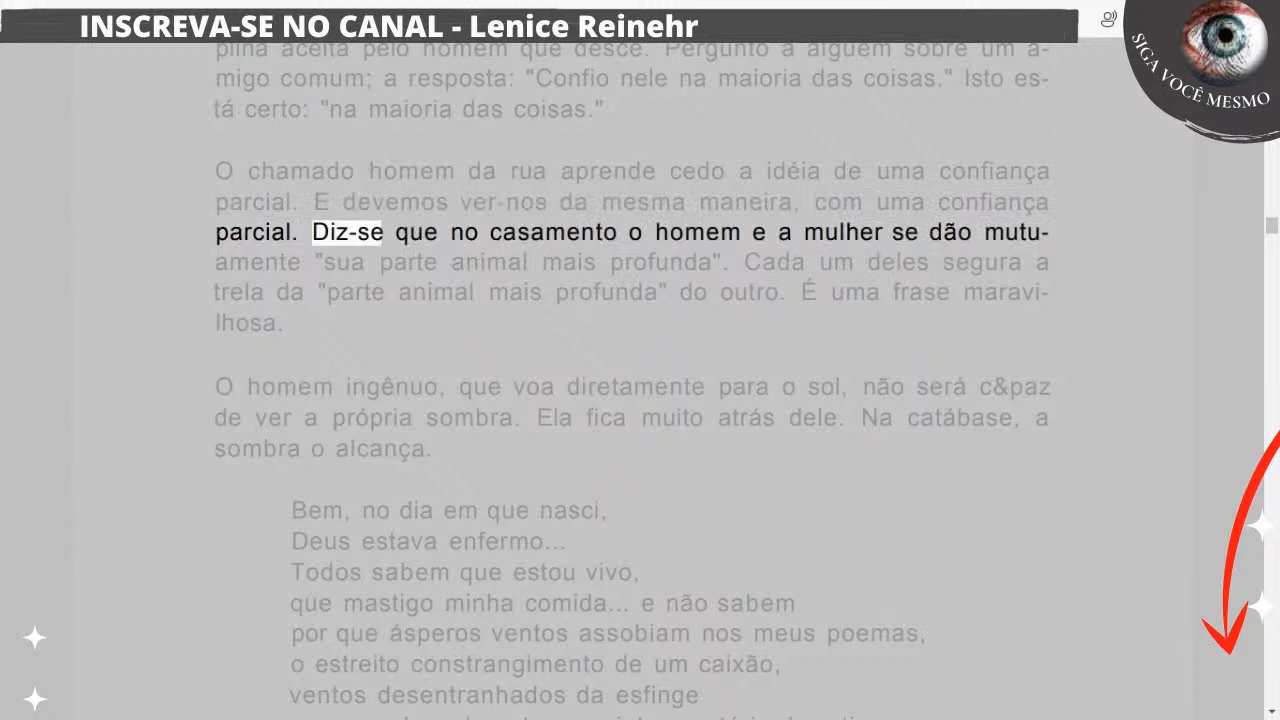 INSCREVA-SE NO CANAL - Lenice Reinehr
SIGA VOCÊ MESMO
plina aceita pelo homem que desce. Pergunto a alguém sobre um a-
migo comum; a resposta: "Confio nele na maioria das coisas." Isto es-
tá certo: "na maioria das coisas."
O chamado homem da rua aprende cedo a idéia de uma confiança
parcial. E devemos ver-nos da mesma maneira, com uma confiança
parcial. Diz-se que no casamento o homem e a mulher se dão mutu-
amente "sua parte animal mais profunda". Cada um deles segura a
trela da "parte animal mais profunda" do outro. É uma frase maravi-
lhosa.
O homem ingênuo, que voa diretamente para o sol, não será c&paz
de ver a própria sombra. Ela fica muito atrás dele. Na catábase, a
sombra o alcança.
Bem, no dia em que nasci,
Deus estava enfermo...
Todos sabem que estou vivo,
que mastigo minha comida... e não sabem
por que ásperos ventos assobiam nos meus poemas,
o estreito constrangimento de um caixão,
ventos desentranhados da esfinge